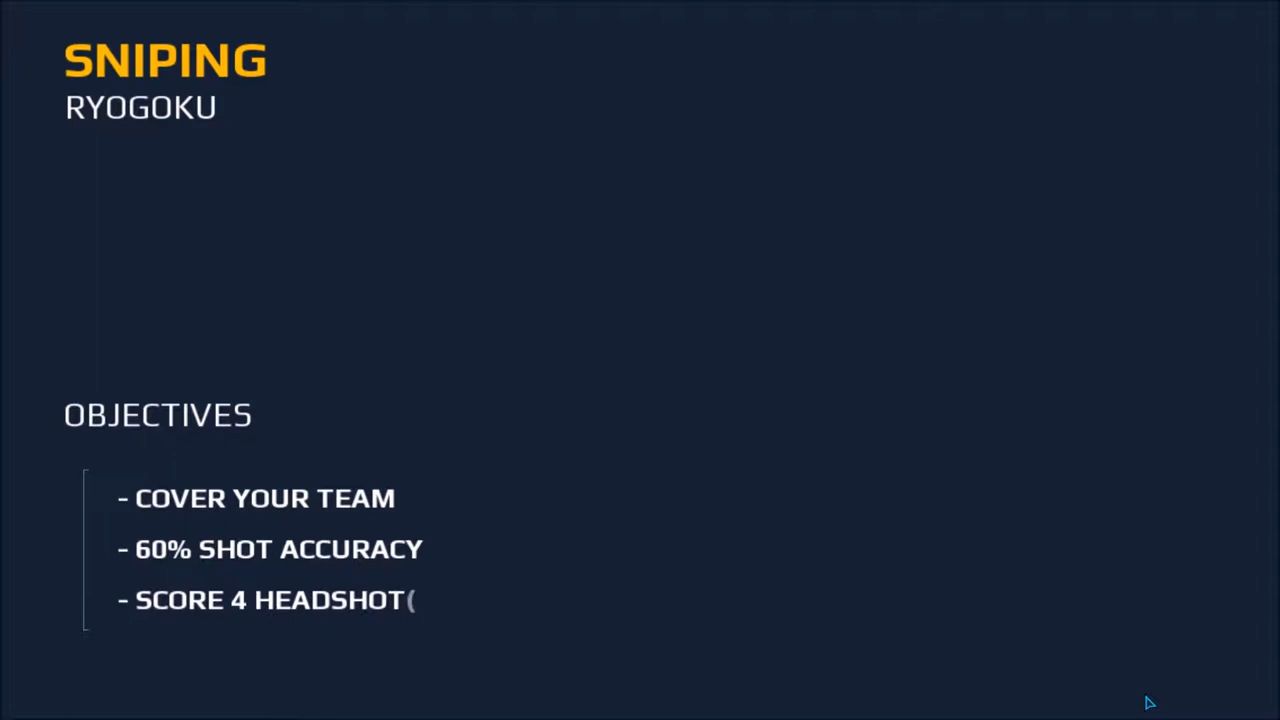 SNIPING
RYOGOKU
OBJECTIVES
- COVER YOUR TEAM
- 60% SHOT ACCURACY
- SCORE 4 HEADSHOT(